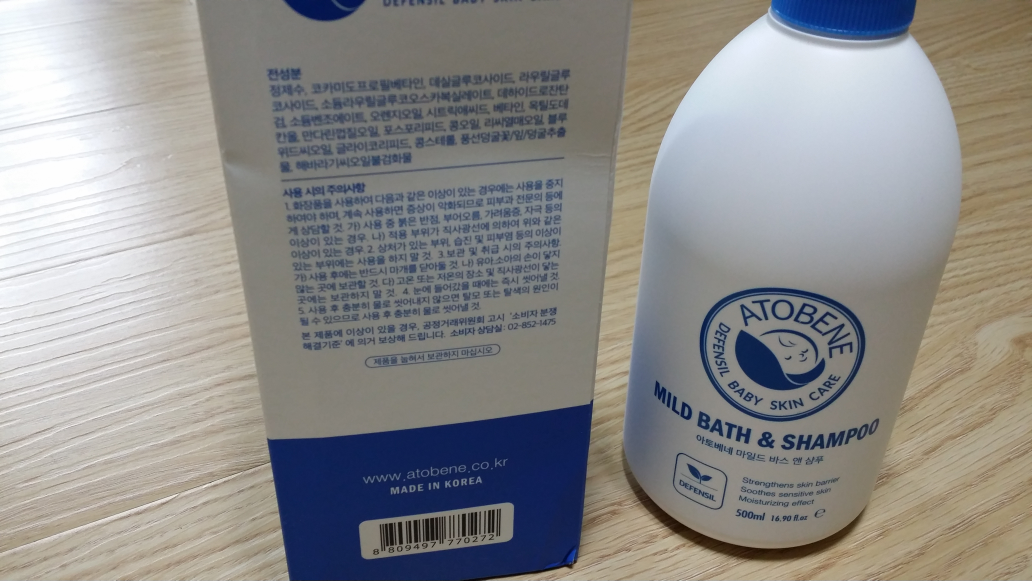 DEFENSIL BABY SKIN CARE
전성분
정제수, 코카미도프로필베타인, 데실글루코사이드, 라우릴글루
코사이드, 소듐라우릴글루코오스카복실레이트, 데하이드로잔탄
검, 소듐벤조에이트, 오렌지오일, 시트릭애씨드, 베타인, 옥틸도데
칸올, 만다린껍질오일, 포스포리피드, 콩오일, 리씨열매오일, 블루
위드씨오일, 글라이코리피드, 콩스테롤, 풍선덩굴꽃/잎/덩굴추출
물, 해바라기씨오일불검화물
사용 시의 주의사항
1. 화장품을 사용하여 다음과 같은 이상이 있는 경우에는 사용을 중지
하여야 하며, 계속 사용하면 증상이 악화되므로 피부과 전문의 등에
게 상담할 것. 가) 사용 중 붉은 반점, 부어오름, 가려움증, 자극 등의
이상이 있는 경우. 나) 적용 부위가 직사광선에 의하여 위와 같은
이상이 있는 경우. 2. 상처가 있는 부위, 습진 및 피부염 등의 이상이
있는 부위에는 사용을 하지 말 것. 3.보관 및 취급 시의 주의사항.
가) 사용 후에는 반드시 마개를 닫아둘 것. 나) 유아·소아의 손이 닿지
않는 곳에 보관할 것. 다) 고온 또는 저온의 장소 및 직사광선이 닿는
곳에는 보관하지 말 것. 4. 눈에 들어갔을 때에는 즉시 씻어낼 것.
5. 사용 후 충분히 물로 씻어내지 않으면 탈모 또는 탈색의 원인이
될 수 있으므로 사용 후 충분히 물로 씻어낼 것.
본 제품에 이상이 있을 경우, 공정거래위원회 고시 '소비자 분쟁
해결기준' 에 의거 보상해 드립니다. 소비자 상담실: 02-852-1475
제품을 눕혀서 보관하지 마십시오
www.atobene.co.kr
MADE IN KOREA
8 809497 770272
ATOBENE
DEFENSIL BABY SKIN CARE
MILD BATH & SHAMPOO
아토베네 마일드 바스 앤 샴푸
DEFENSIL
Strengthens skin barrier
Soothes sensitive skin
Moisturizing effect
500ml 16.90 fl.oz ℮